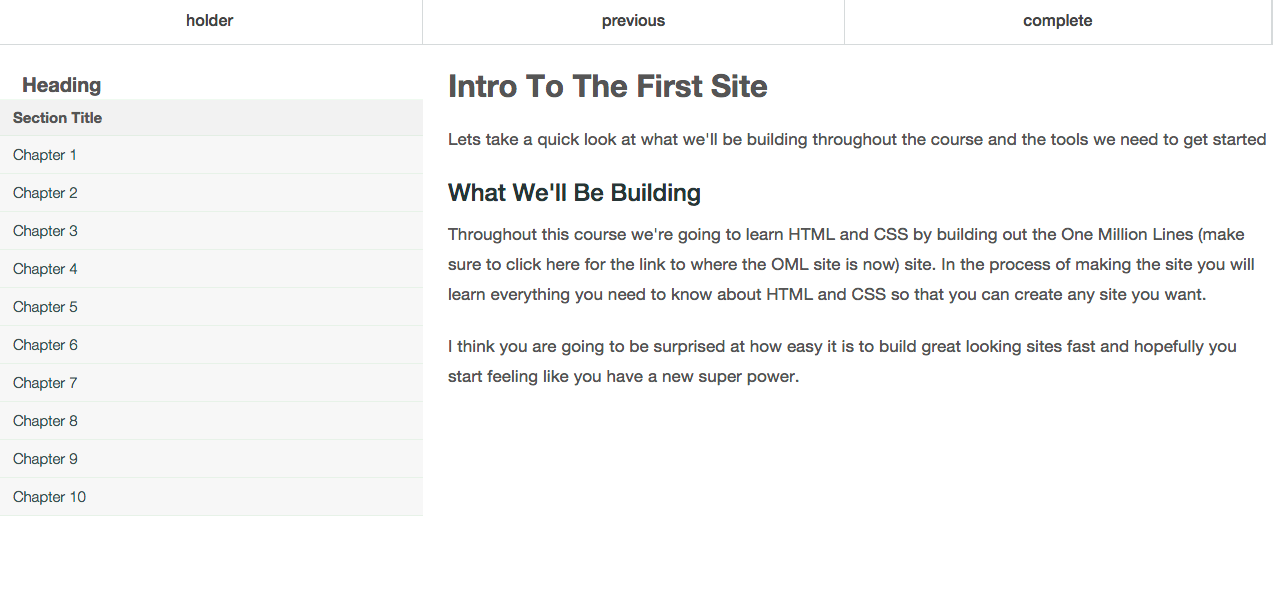 holder
previous
complete
Heading
Section Title
Chapter 1
Chapter 2
Chapter 3
Chapter 4
Chapter 5
Chapter 6
Chapter 7
Chapter 8
Chapter 9
Chapter 10
Intro To The First Site
Lets take a quick look at what we'll be building throughout the course and the tools we need to get started
What We'll Be Building
Throughout this course we're going to learn HTML and CSS by building out the One Million Lines (make
sure to click here for the link to where the OML site is now) site. In the process of making the site you will
learn everything you need to know about HTML and CSS so that you can create any site you want.
I think you are going to be surprised at how easy it is to build great looking sites fast and hopefully you
start feeling like you have a new super power.